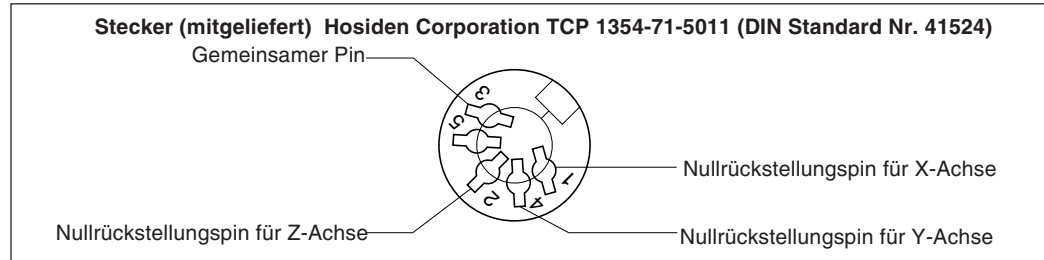 Stecker (mitgeliefert)  Hosiden Corporation TCP 1354-71-5011 (DIN Standard Nr. 41524)
Gemeinsamer Pin
3
5
2
4
1
Nullrückstellungspin für X-Achse
Nullrückstellungspin für Z-Achse
Nullrückstellungspin für Y-Achse